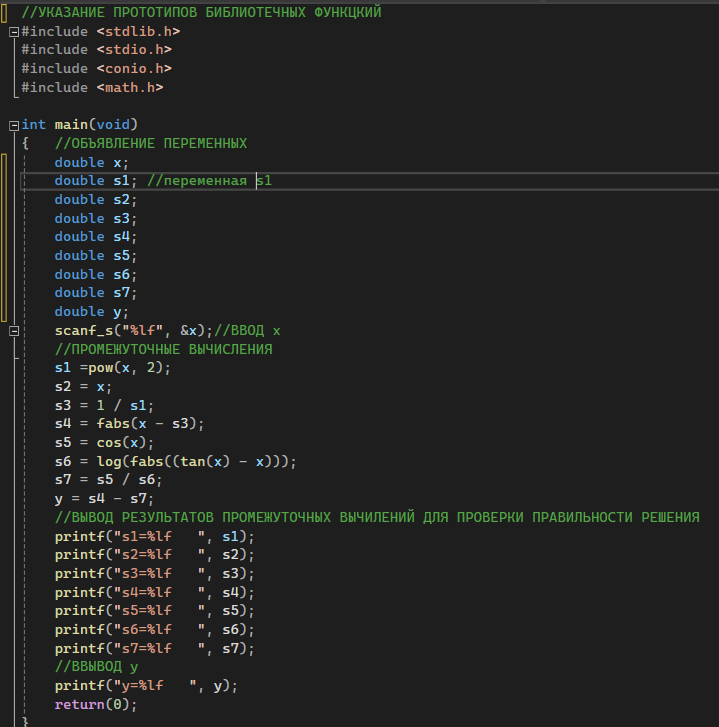 //УКАЗАНИЕ ПРОТОТИПОВ БИБЛИОТЕЧНЫХ ФУНКЦКИЙ
#include <stdlib.h>
#include <stdio.h>
#include <conio.h>
#include <math.h>
int main(void)
{   //ОБЪЯВЛЕНИЕ ПЕРЕМЕННЫХ
    double x;
    double s1; //переменная s1
    double s2;
    double s3;
    double s4;
    double s5;
    double s6;
    double s7;
    double y;
    scanf_s("%lf", &x);//ВВОД x
    //ПРОМЕЖУТОЧНЫЕ ВЫЧИСЛЕНИЯ
    s1 =pow(x, 2);
    s2 = x;
    s3 = 1 / s1;
    s4 = fabs(x - s3);
    s5 = cos(x);
    s6 = log(fabs((tan(x) - x)));
    s7 = s5 / s6;
    y = s4 - s7;
    //ВЫВОД РЕЗУЛЬТАТОВ ПРОМЕЖУТОЧНЫХ ВЫЧИЛЕНИЙ ДЛЯ ПРОВЕРКИ ПРАВИЛЬНОСТИ РЕШЕНИЯ
    printf("s1=%lf   ", s1);
    printf("s2=%lf   ", s2);
    printf("s3=%lf   ", s3);
    printf("s4=%lf   ", s4);
    printf("s5=%lf   ", s5);
    printf("s6=%lf   ", s6);
    printf("s7=%lf   ", s7);
    //ВВЫВОД y
    printf("y=%lf   ", y);
    return(0);
}